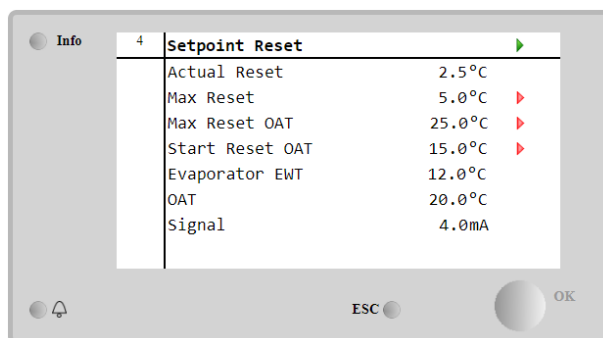 Info
4 Setpoint Reset
Actual Reset 2.5°C
Max Reset 5.0°C
Max Reset OAT 25.0°C
Start Reset OAT 15.0°C
Evaporator EWT 12.0°C
OAT 20.0°C
Signal 4.0mA
OK
ESC